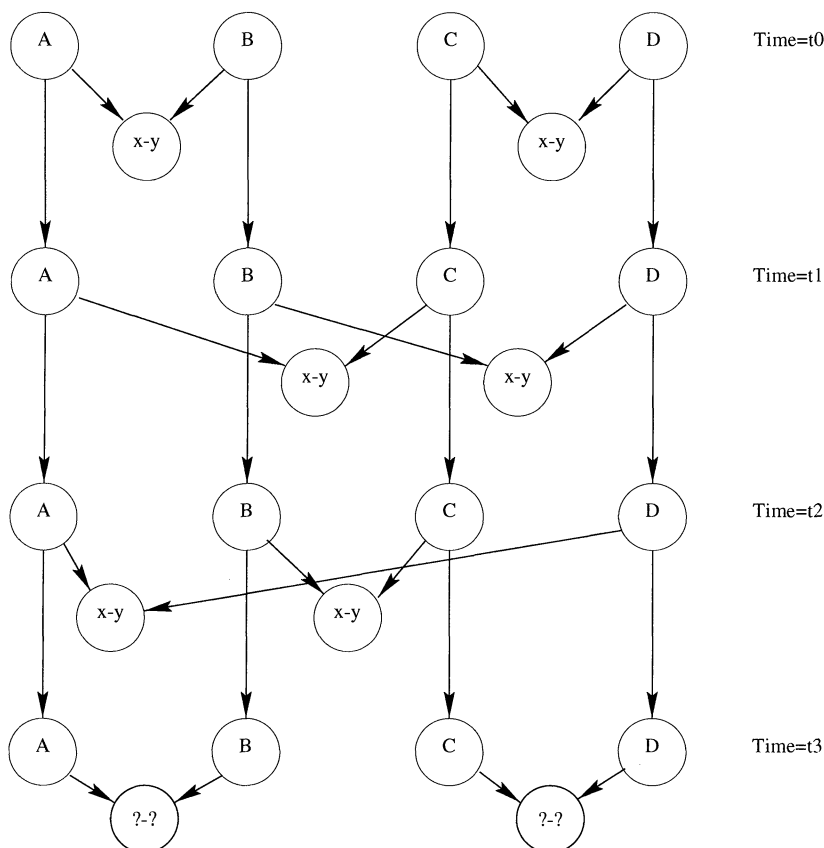 A B C D Time=t0
x-y x-y
A B C D Time=t1
x-y x-y
A B C D Time=t2
x-y x-y
A B C D Time=t3
?-? ?-?